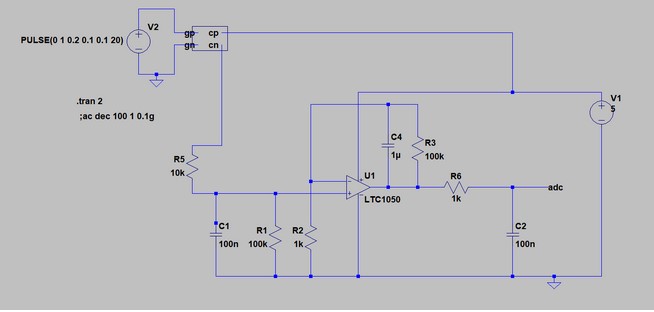 V2
PULSE(0 1 0.2 0.1 0.1 20)
gp cp
gn cn
.tran 2
;ac dec 100 1 0.1g
V1
5
C4
1µ
R3
100k
R5
10k
U1
LTC1050
R6
1k
adc
C1
100n
R1
100k
R2
1k
C2
100n